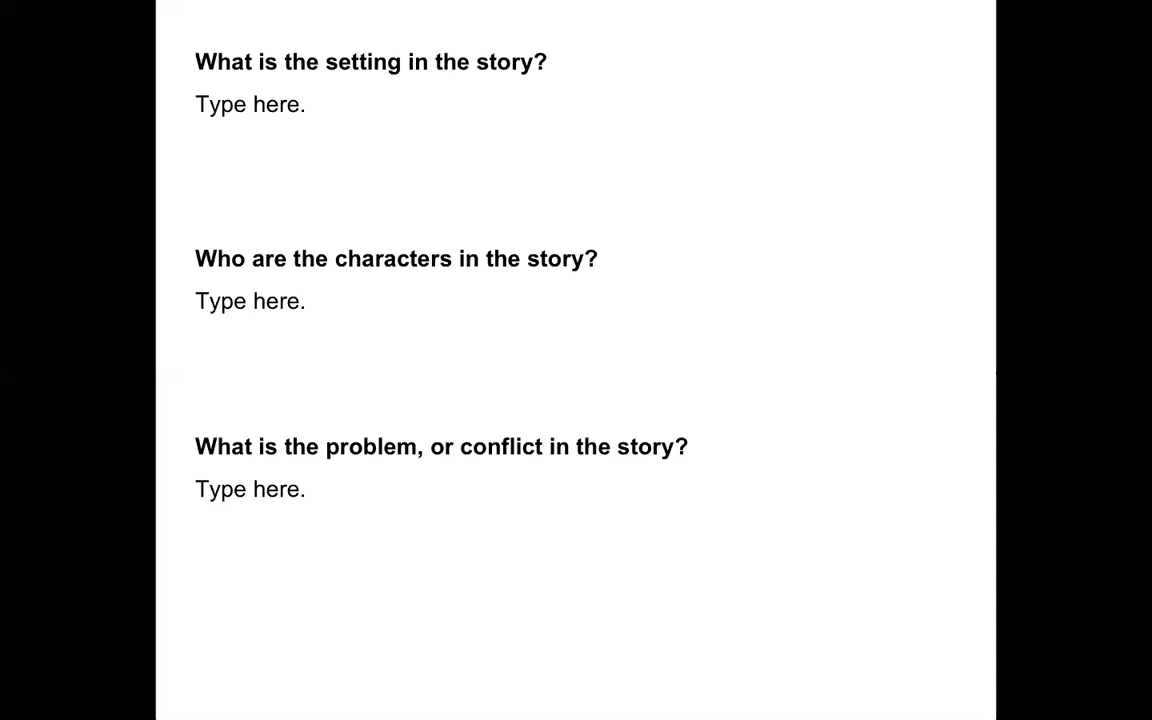 What is the setting in the story?
Type here.
Who are the characters in the story?
Type here.
What is the problem, or conflict in the story?
Type here.